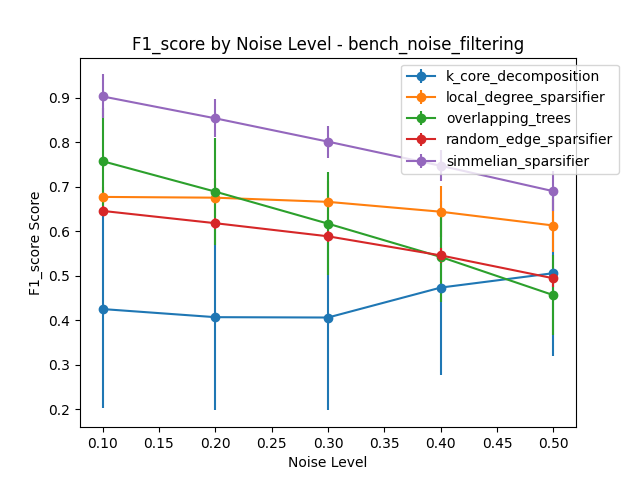 F1_score by Noise Level - bench_noise_filtering
k_core_decomposition
local_degree_sparsifier
overlapping_trees
random_edge_sparsifier
simmelian_sparsifier
F1_score Score
0.9
0.8
0.7
0.6
0.5
0.4
0.3
0.2
0.10 0.15 0.20 0.25 0.30 0.35 0.40 0.45 0.50
Noise Level